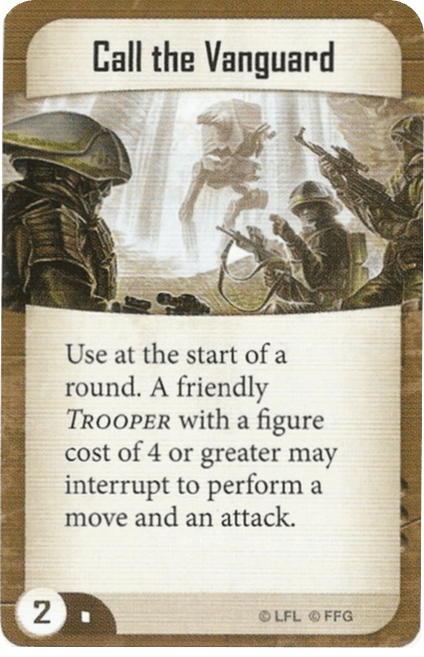 Call the Vanguard
Use at the start of a
round. A friendly
TROOPER with a figure
cost of 4 or greater may
interrupt to perform a
move and an attack.
2
© LFL © FFG